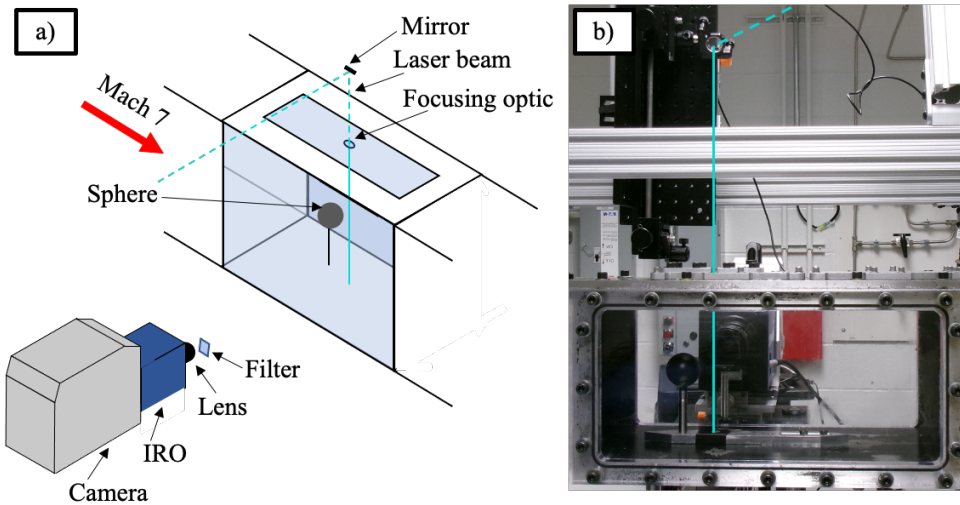 a)
Mirror
Laser beam
Focusing optic
Mach 7
Sphere
Filter
Lens
IRO
Camera
b)